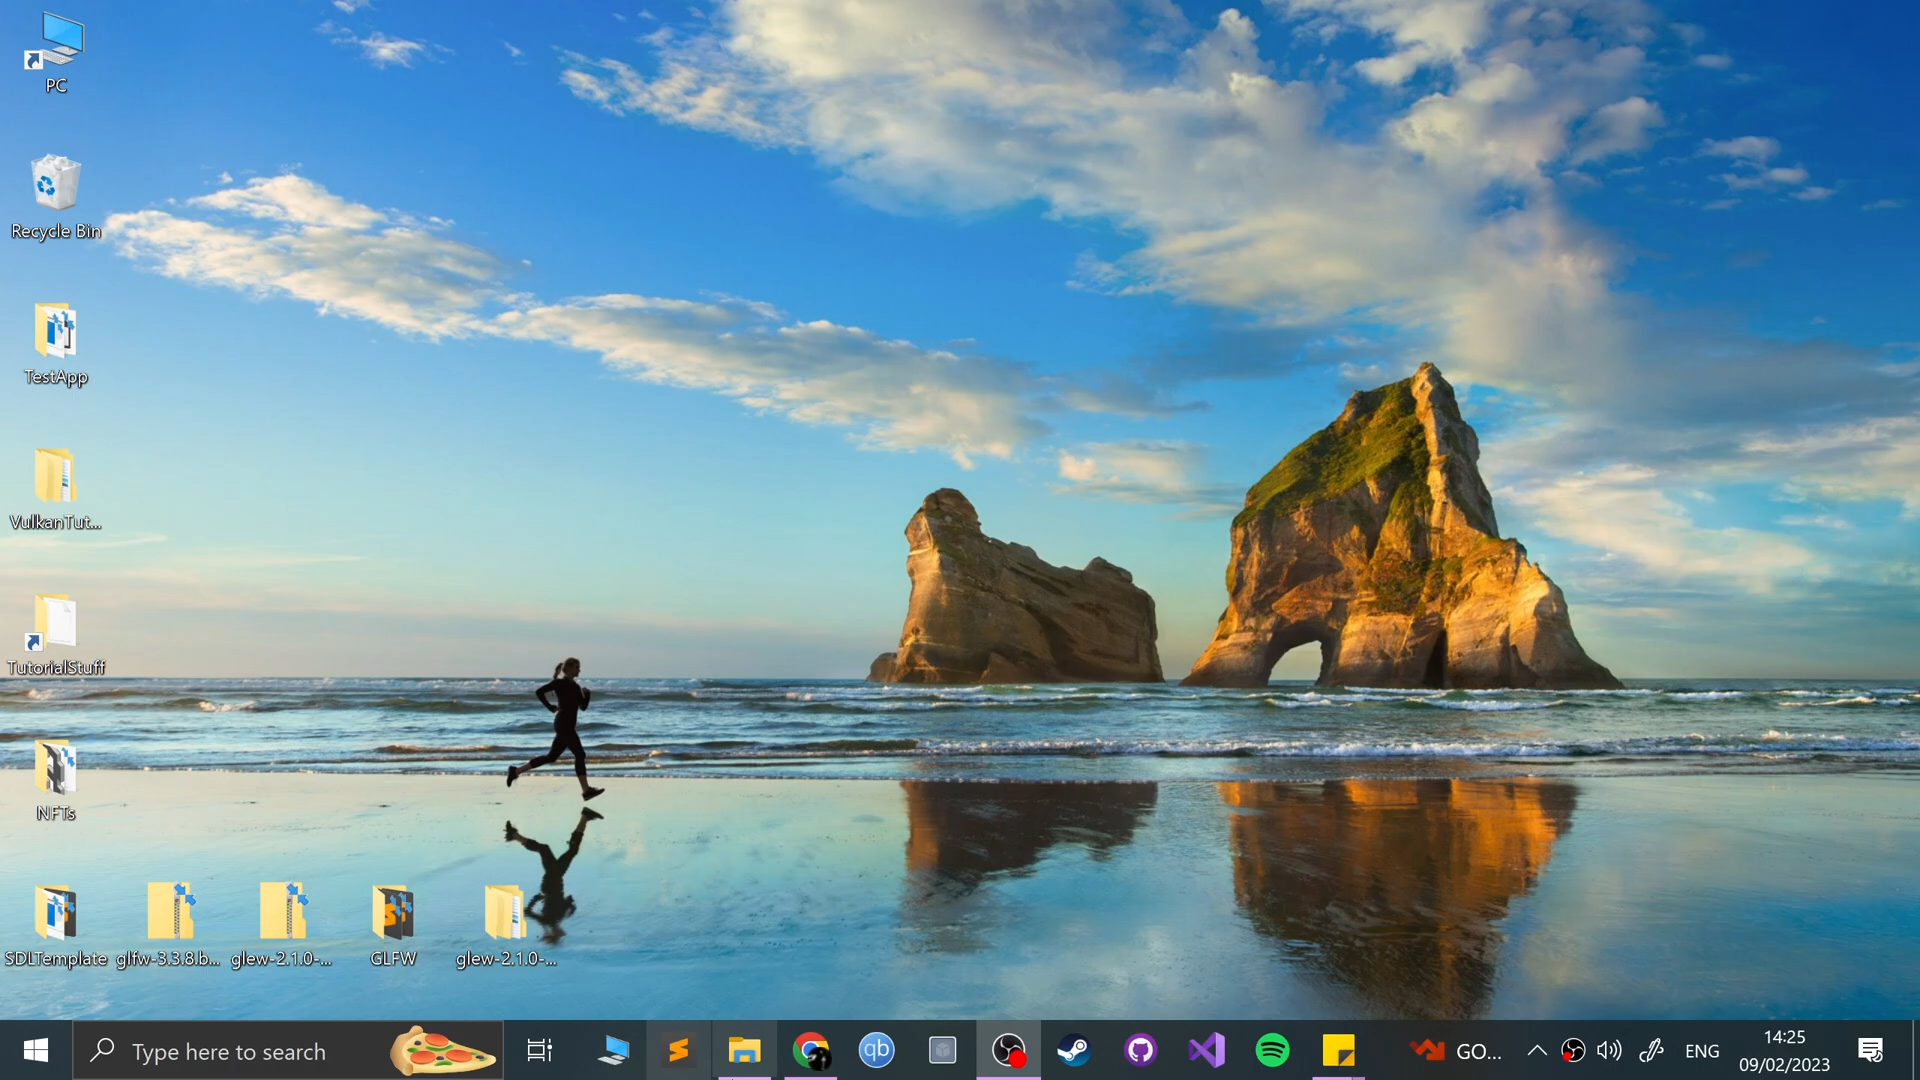 PC
Recycle Bin
TestApp
VulkanTut...
TutorialStuff
NFTs
SDLTemplate
glfw-3.3.8.b...
glew-2.1.0-...
GLFW
glew-2.1.0-...
Type here to search
qb
GO...
ENG
14:25
09/02/2023